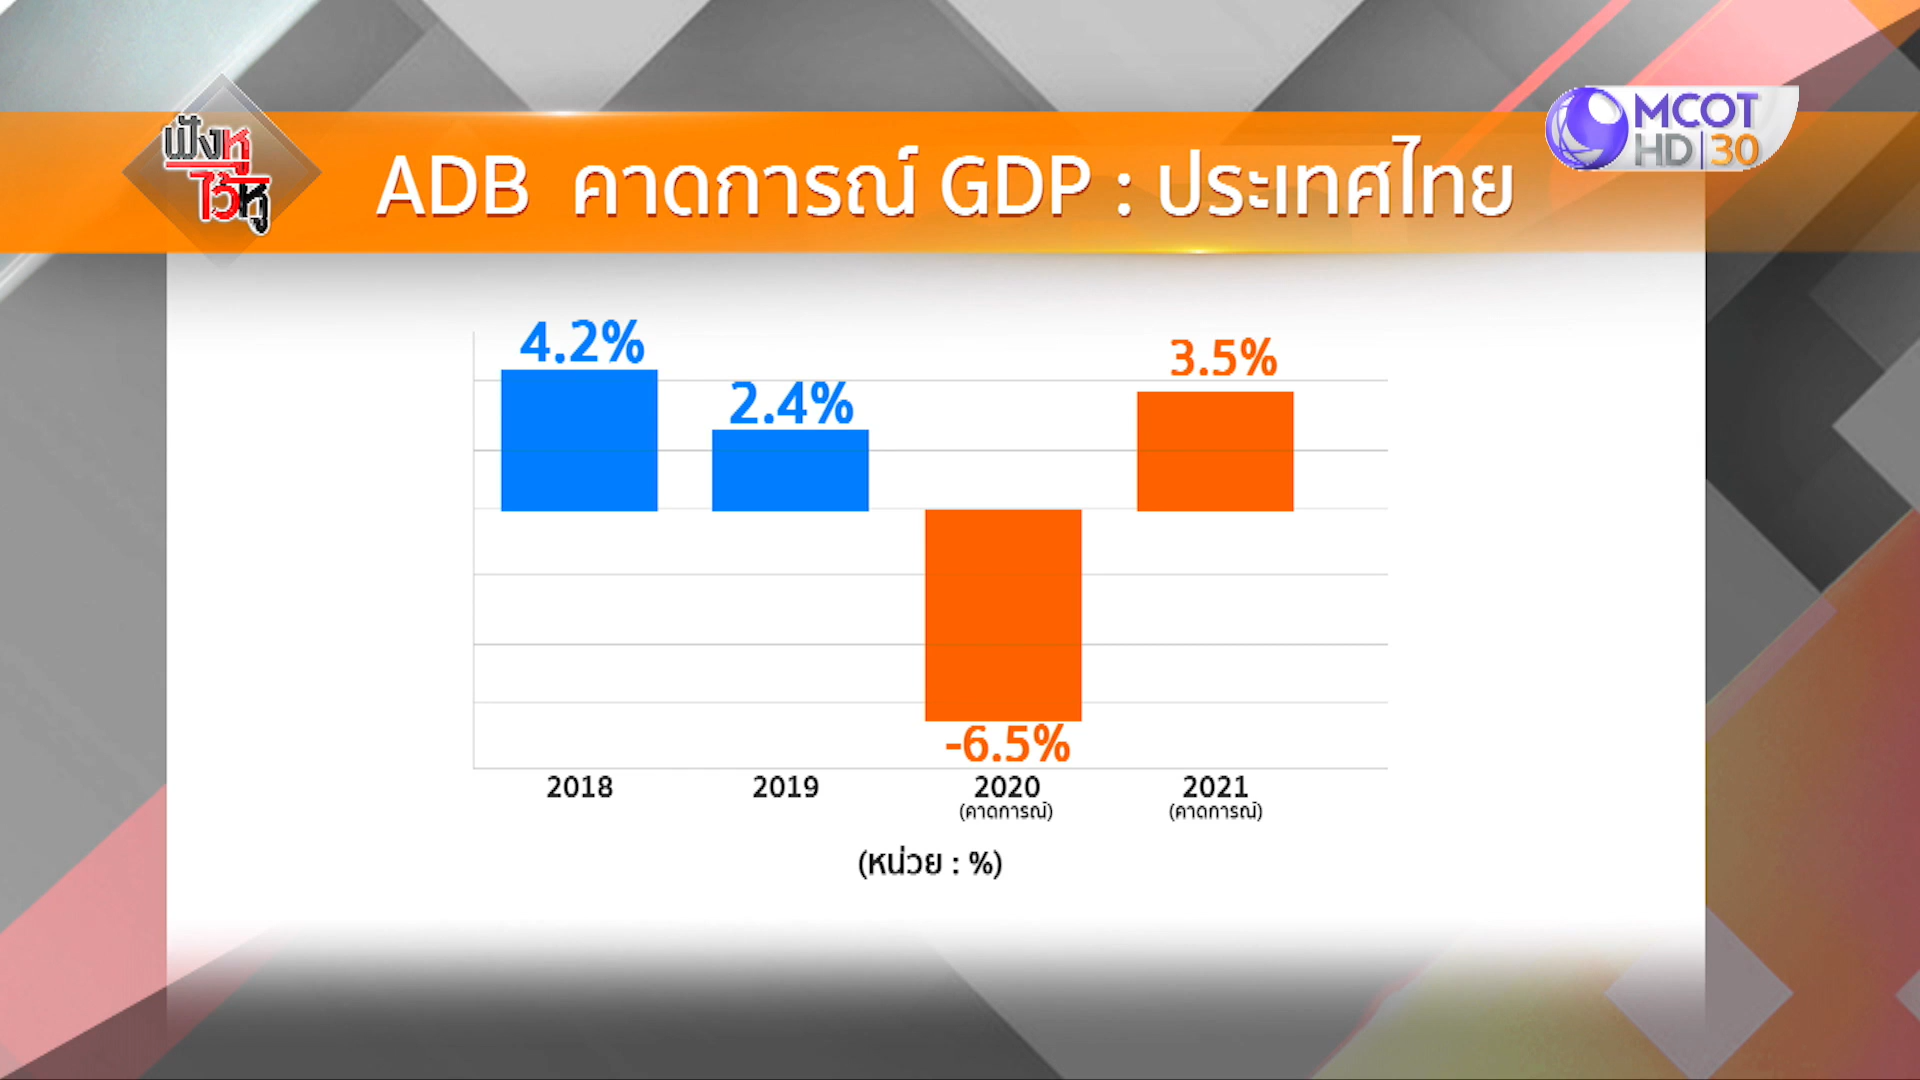 ฟังหู
ไว้หู
ADB คาดการณ์ GDP : ประเทศไทย
MCOT
HD 30
4.2%
2.4%
3.5%
-6.5%
2018 2019 2020 2021
(คาดการณ์) (คาดการณ์)
(หน่วย : %)